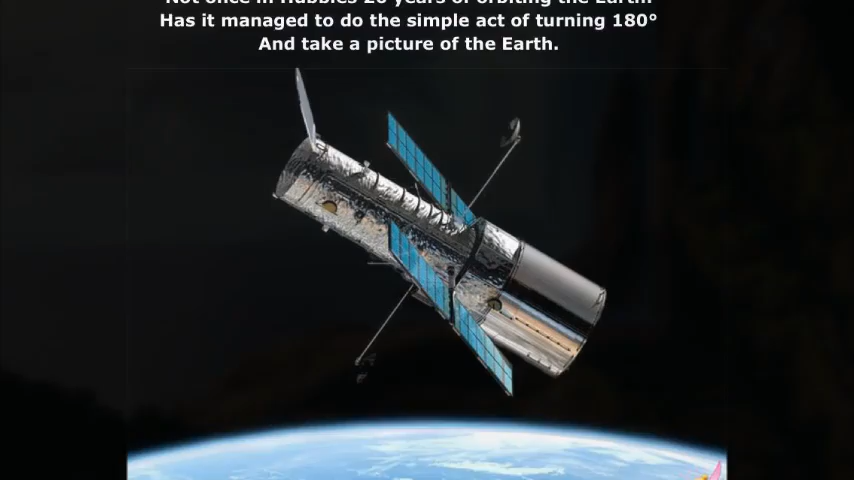 Not once in Hubbles 20 years of orbiting the Earth.
Has it managed to do the simple act of turning 180°
And take a picture of the Earth.